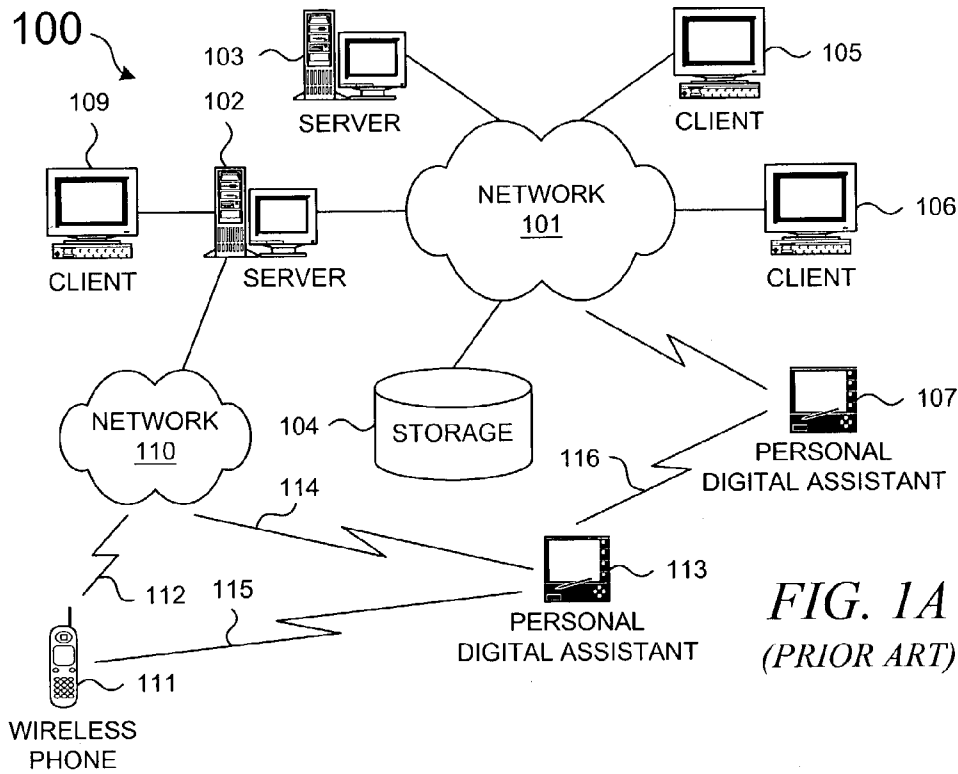 100
103
SERVER
105
CLIENT
109
CLIENT
102
SERVER
NETWORK
101
106
CLIENT
NETWORK
110
104
STORAGE
107
PERSONAL
DIGITAL ASSISTANT
116
114
113
PERSONAL
DIGITAL ASSISTANT
112
115
111
WIRELESS
PHONE
FIG. 1A
(PRIOR ART)